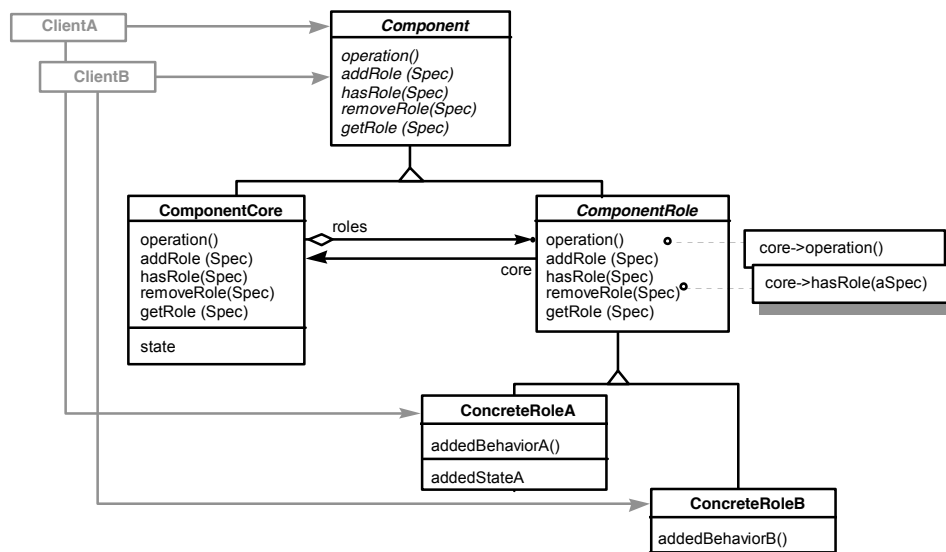 ClientA
ClientB
Component
operation()
addRole (Spec)
hasRole(Spec)
removeRole(Spec)
getRole (Spec)
ComponentCore
operation()
addRole (Spec)
hasRole(Spec)
removeRole(Spec)
getRole (Spec)
state
roles
core
ComponentRole
operation()
addRole (Spec)
hasRole(Spec)
removeRole(Spec)
getRole (Spec)
core->operation()
core->hasRole(aSpec)
ConcreteRoleA
addedBehaviorA()
addedStateA
ConcreteRoleB
addedBehaviorB()